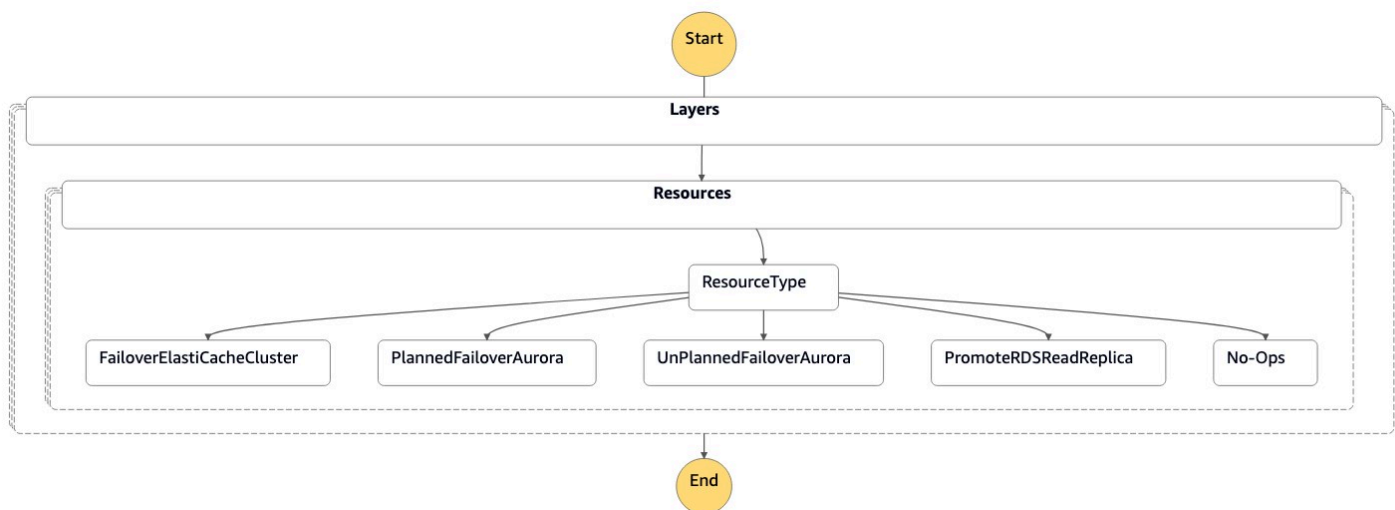 Start
Layers
Resources
ResourceType
FailoverElastiCacheCluster
PlannedFailoverAurora
UnPlannedFailoverAurora
PromoteRDSReadReplica
No-Ops
End